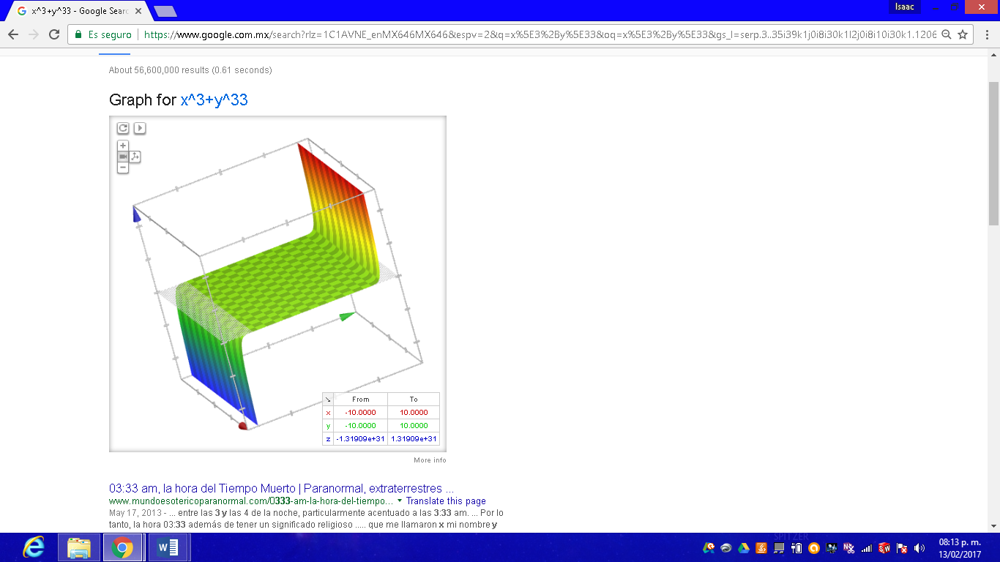 x^3+y^33 - Google Searc
Isaac
Es seguro
https://www.google.com.mx/search?rlz=1C1AVNE_enMX646MX646&espv=2&q=x%5E3%2By%5E33&oq=x%5E3%2By%5E33&gs_l=serp.3..35i39k1j0i8i30k1l2j0i8i10i30k1.1206
About 56,600,000 results (0.61 seconds)
Graph for x^3+y^33
From To
x -10.0000 10.0000
y -10.0000 10.0000
z -1.31909e+31 1.31909e+31
More info
03:33 am, la hora del Tiempo Muerto | Paranormal, extraterrestres ...
www.mundoesotericoparanormal.com/0333-am-la-hora-del-tiempo... Translate this page
May 17, 2013 - ... entre las 3 y las 4 de la noche, particularmente acentuado a las 3:33 am. ... Por lo
tanto, la hora 03:33 además de tener un significado religioso ..... que me llamaron x mi nombre y
SPITZER
08:13 p. m.
13/02/2017